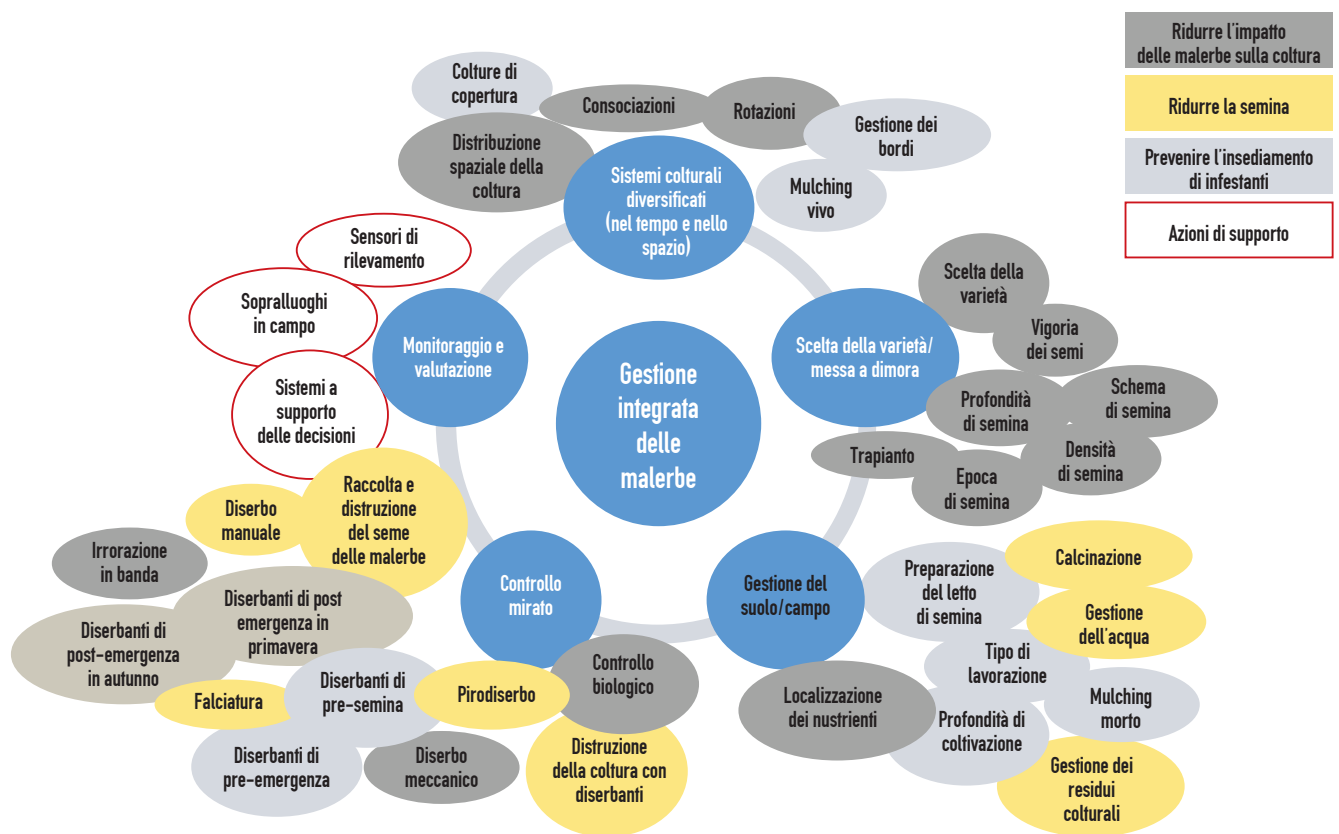 Ridurre l'impatto
delle malerbe sulla coltura
Ridurre la semina
Prevenire l'insediamento
di infestanti
Azioni di supporto
Colture di
copertura
Consociazioni
Rotazioni
Gestione dei
bordi
Distribuzione
spaziale della
coltura
Mulching
vivo
Sistemi colturali
diversificati
(nel tempo e nello
spazio)
Sensori di
rilevamento
Sopralluoghi
in campo
Sistemi a
supporto
delle decisioni
Monitoraggio e
valutazione
Gestione
integrata
delle
malerbe
Scelta della varietà/
messa a dimora
Scelta della
varietà
Vigoria
dei semi
Profondità
di semina
Schema
di semina
Densità
di semina
Trapianto
Epoca
di semina
Raccolta e
distruzione
del seme
delle malerbe
Diserbo
manuale
Irrorazione
in banda
Diserbanti di post
emergenza in
primavera
Diserbanti di
post-emergenza
in autunno
Falciatura
Diserbanti di
pre-semina
Diserbanti di
pre-emergenza
Pirodiserbo
Diserbo
meccanico
Controllo
biologico
Distruzione
della coltura con
diserbanti
Controllo
mirato
Gestione del
suolo/campo
Preparazione
del letto
di semina
Calcinazione
Gestione
dell'acqua
Tipo di
lavorazione
Mulching
morto
Localizzazione
dei nustrienti
Profondità di
coltivazione
Gestione dei
residui
colturali